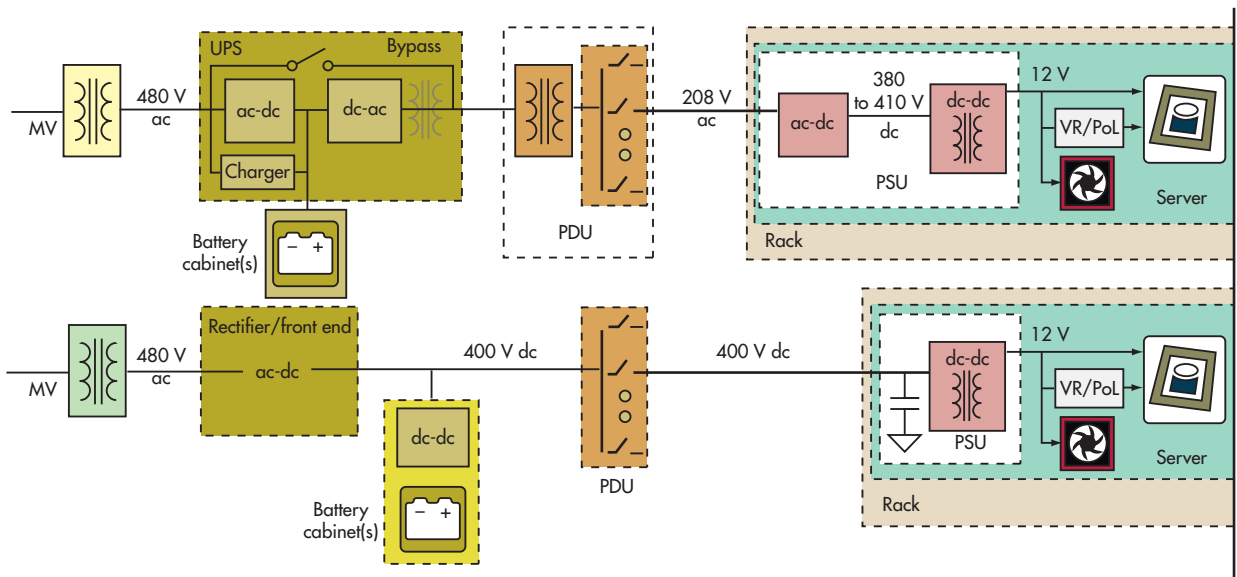 UPS
Bypass
MV
480 V
ac
ac-dc
dc-ac
Charger
Battery
cabinet(s)
− +
PDU
208 V
ac
ac-dc
380
to 410 V
dc
dc-dc
PSU
12 V
VR/PoL
Server
Rack
MV
480 V
ac
Rectifier/front end
ac-dc
400 V dc
dc-dc
Battery
cabinet(s)
− +
PDU
400 V dc
dc-dc
PSU
12 V
VR/PoL
Server
Rack